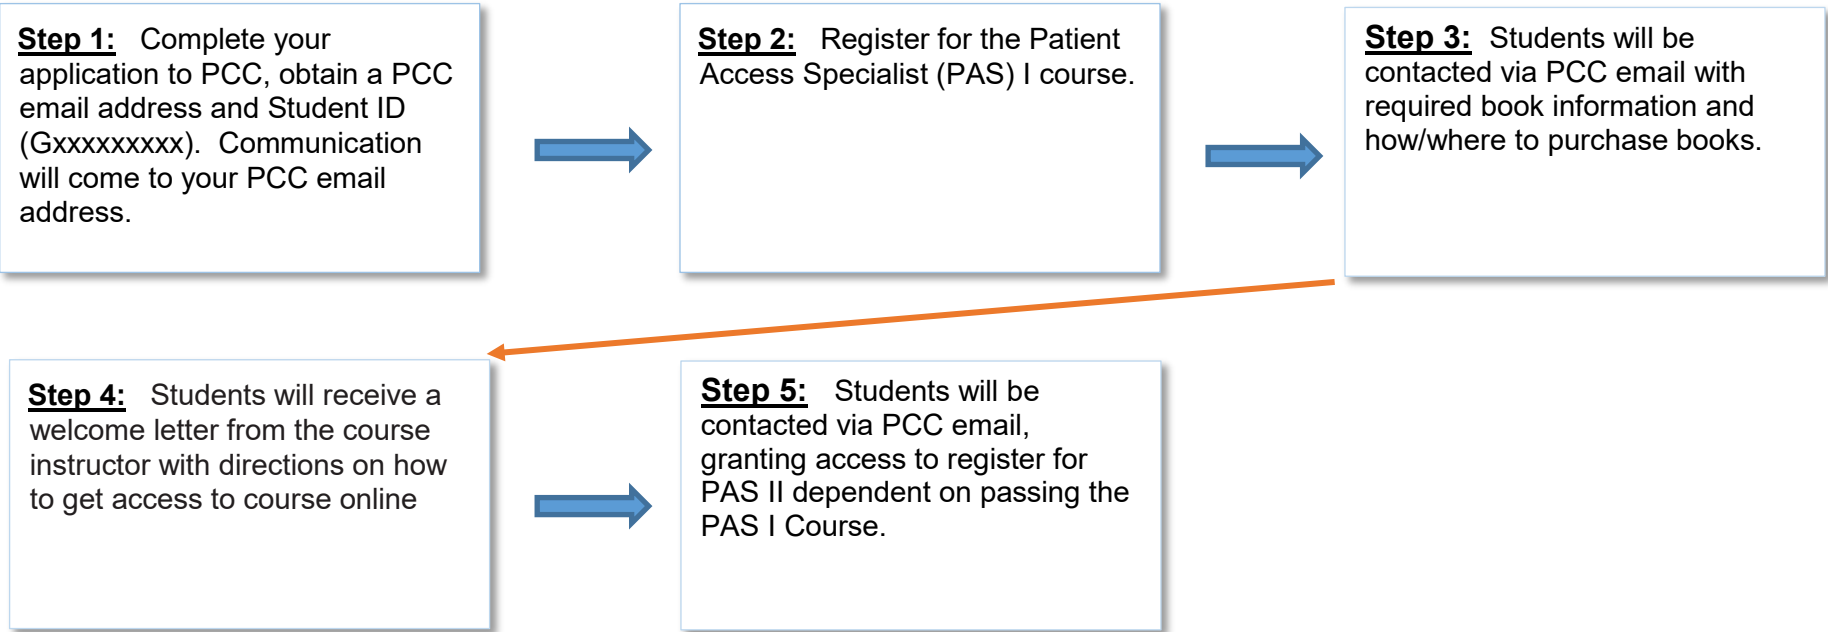 Step 1: Complete your
application to PCC, obtain a PCC
email address and Student ID
(Gxxxxxxxxx). Communication
will come to your PCC email
address.
Step 2: Register for the Patient
Access Specialist (PAS) I course.
Step 3: Students will be
contacted via PCC email with
required book information and
how/where to purchase books.
Step 4: Students will receive a
welcome letter from the course
instructor with directions on how
to get access to course online
Step 5: Students will be
contacted via PCC email,
granting access to register for
PAS II dependent on passing the
PAS I Course.